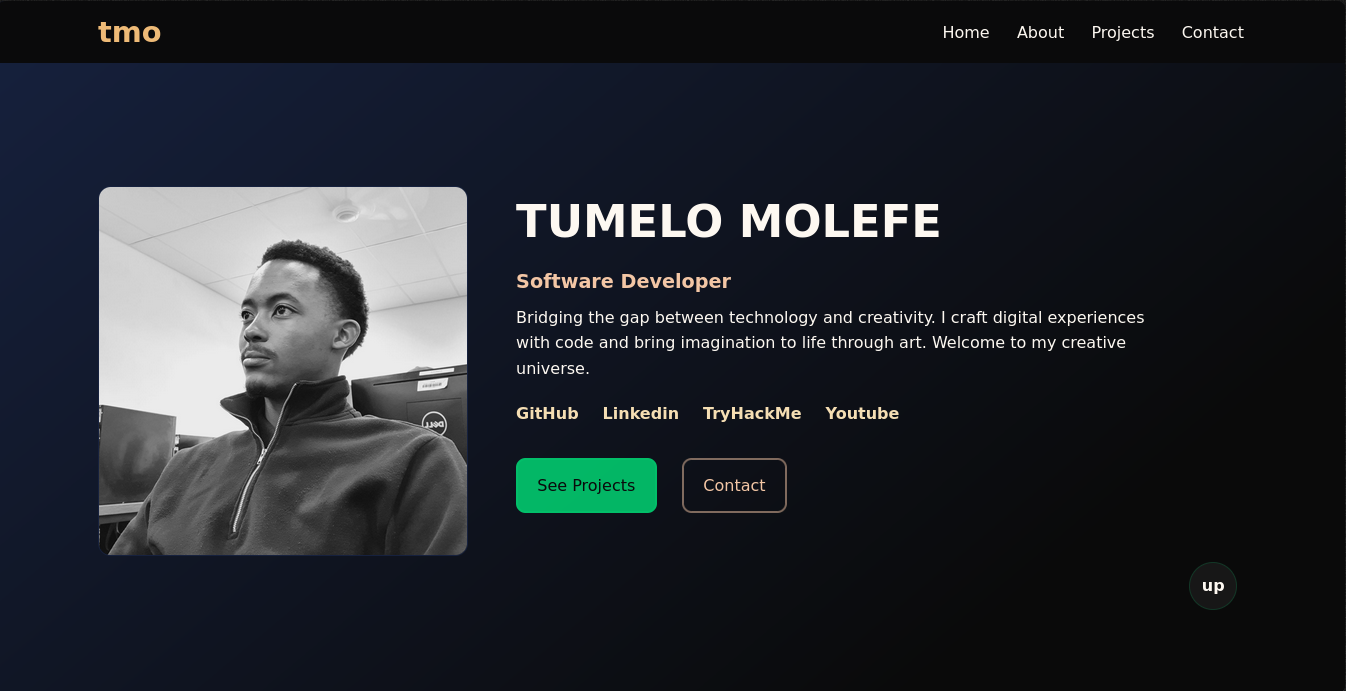 tmo
Home About Projects Contact
TUMELO MOLEFE
Software Developer
Bridging the gap between technology and creativity. I craft digital experiences
with code and bring imagination to life through art. Welcome to my creative
universe.
GitHub Linkedin TryHackMe Youtube
See Projects Contact
DELL
up